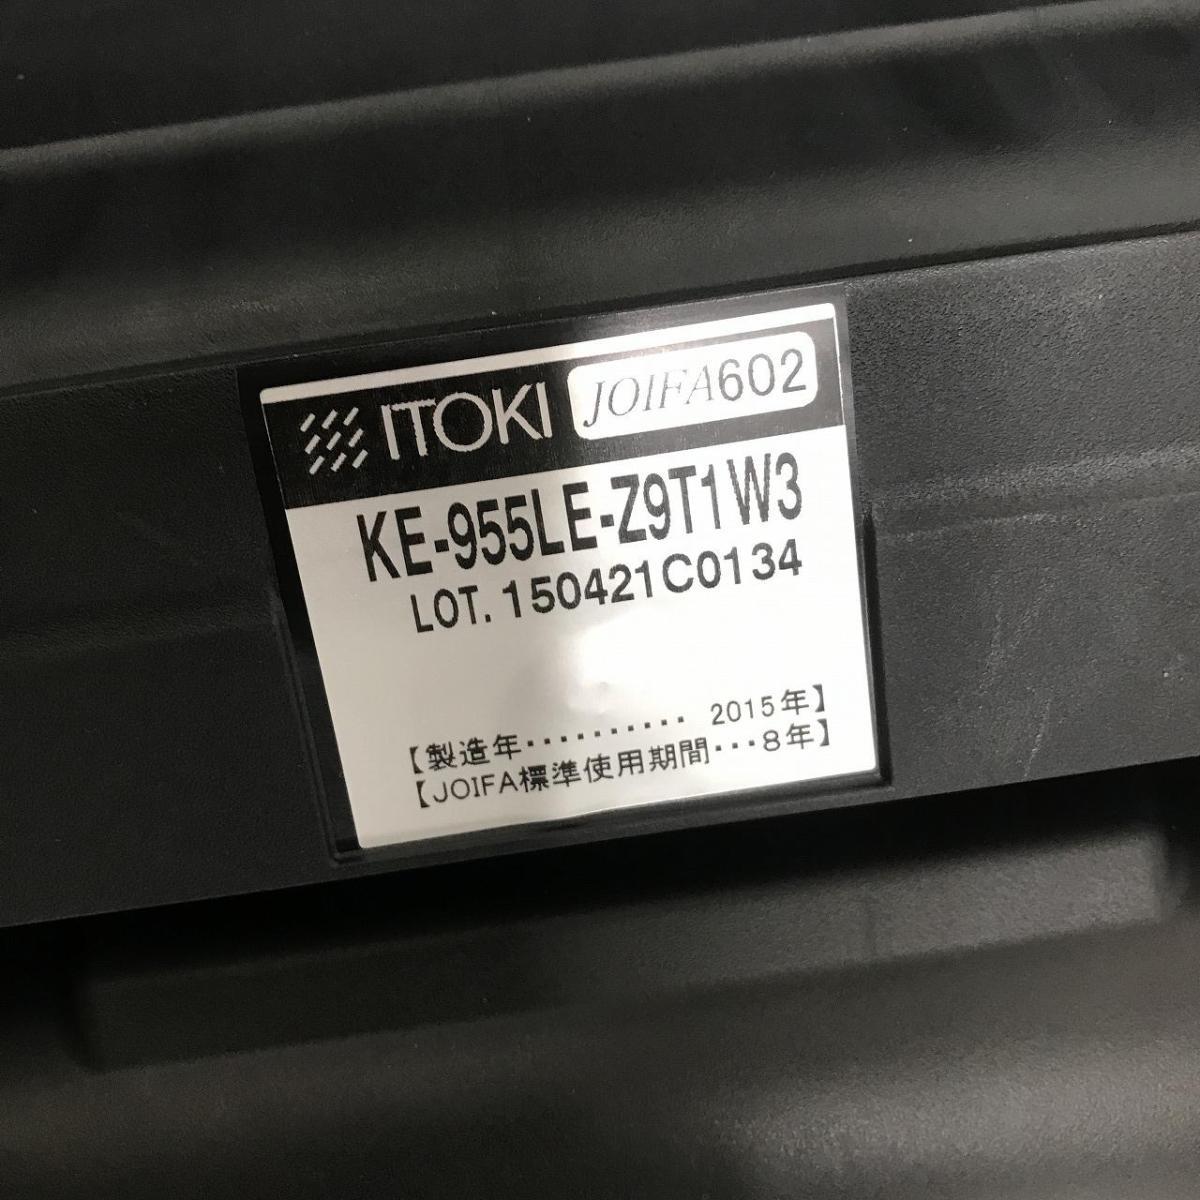 ITOKI JOIFA602
KE-955LE-Z9T1W3
LOT. 150421C0134
【製造年・・・・・・・・・・ 2015年】
【JOIFA標準使用期間・・・8年】